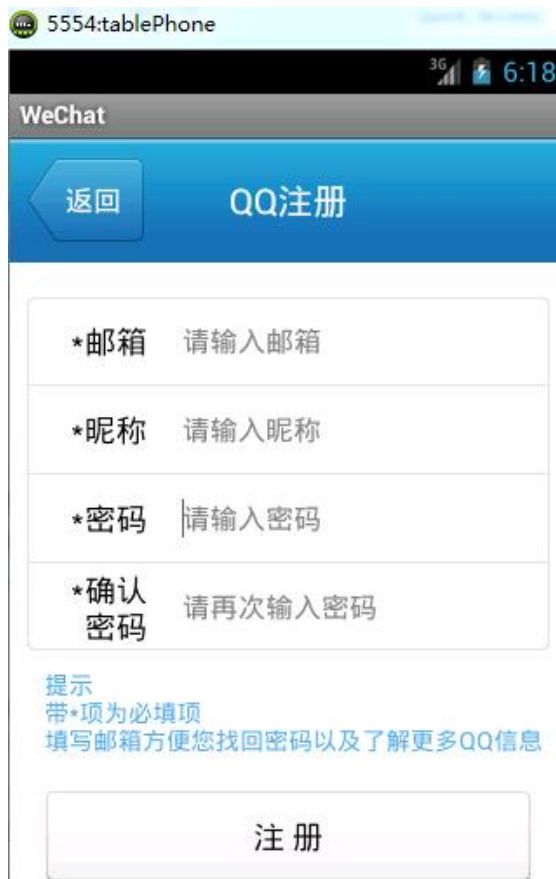 5554:tablePhone
3G 6:18
WeChat
返回 QQ注册
*邮箱 请输入邮箱
*昵称 请输入昵称
*密码 请输入密码
*确认
密码 请再次输入密码
提示
带*项为必填项
填写邮箱方便您找回密码以及了解更多QQ信息
注 册